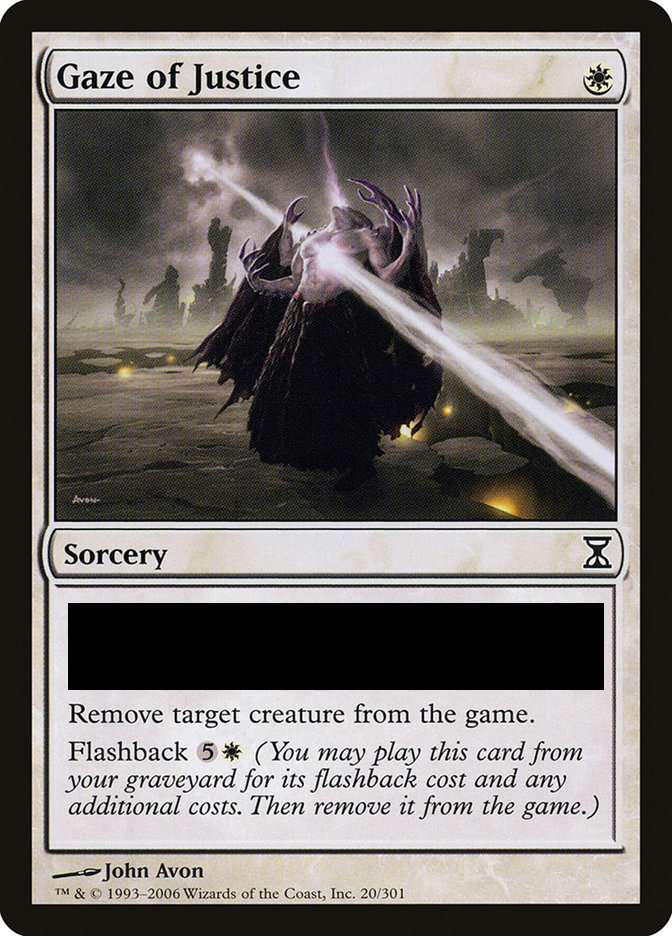 Gaze of Justice
AVON-
Sorcery
Remove target creature from the game.
Flashback 5 (You may play this card from
your graveyard for its flashback cost and any
additional costs. Then remove it from the game.)
John Avon
™ & © 1993–2006 Wizards of the Coast, Inc. 20/301